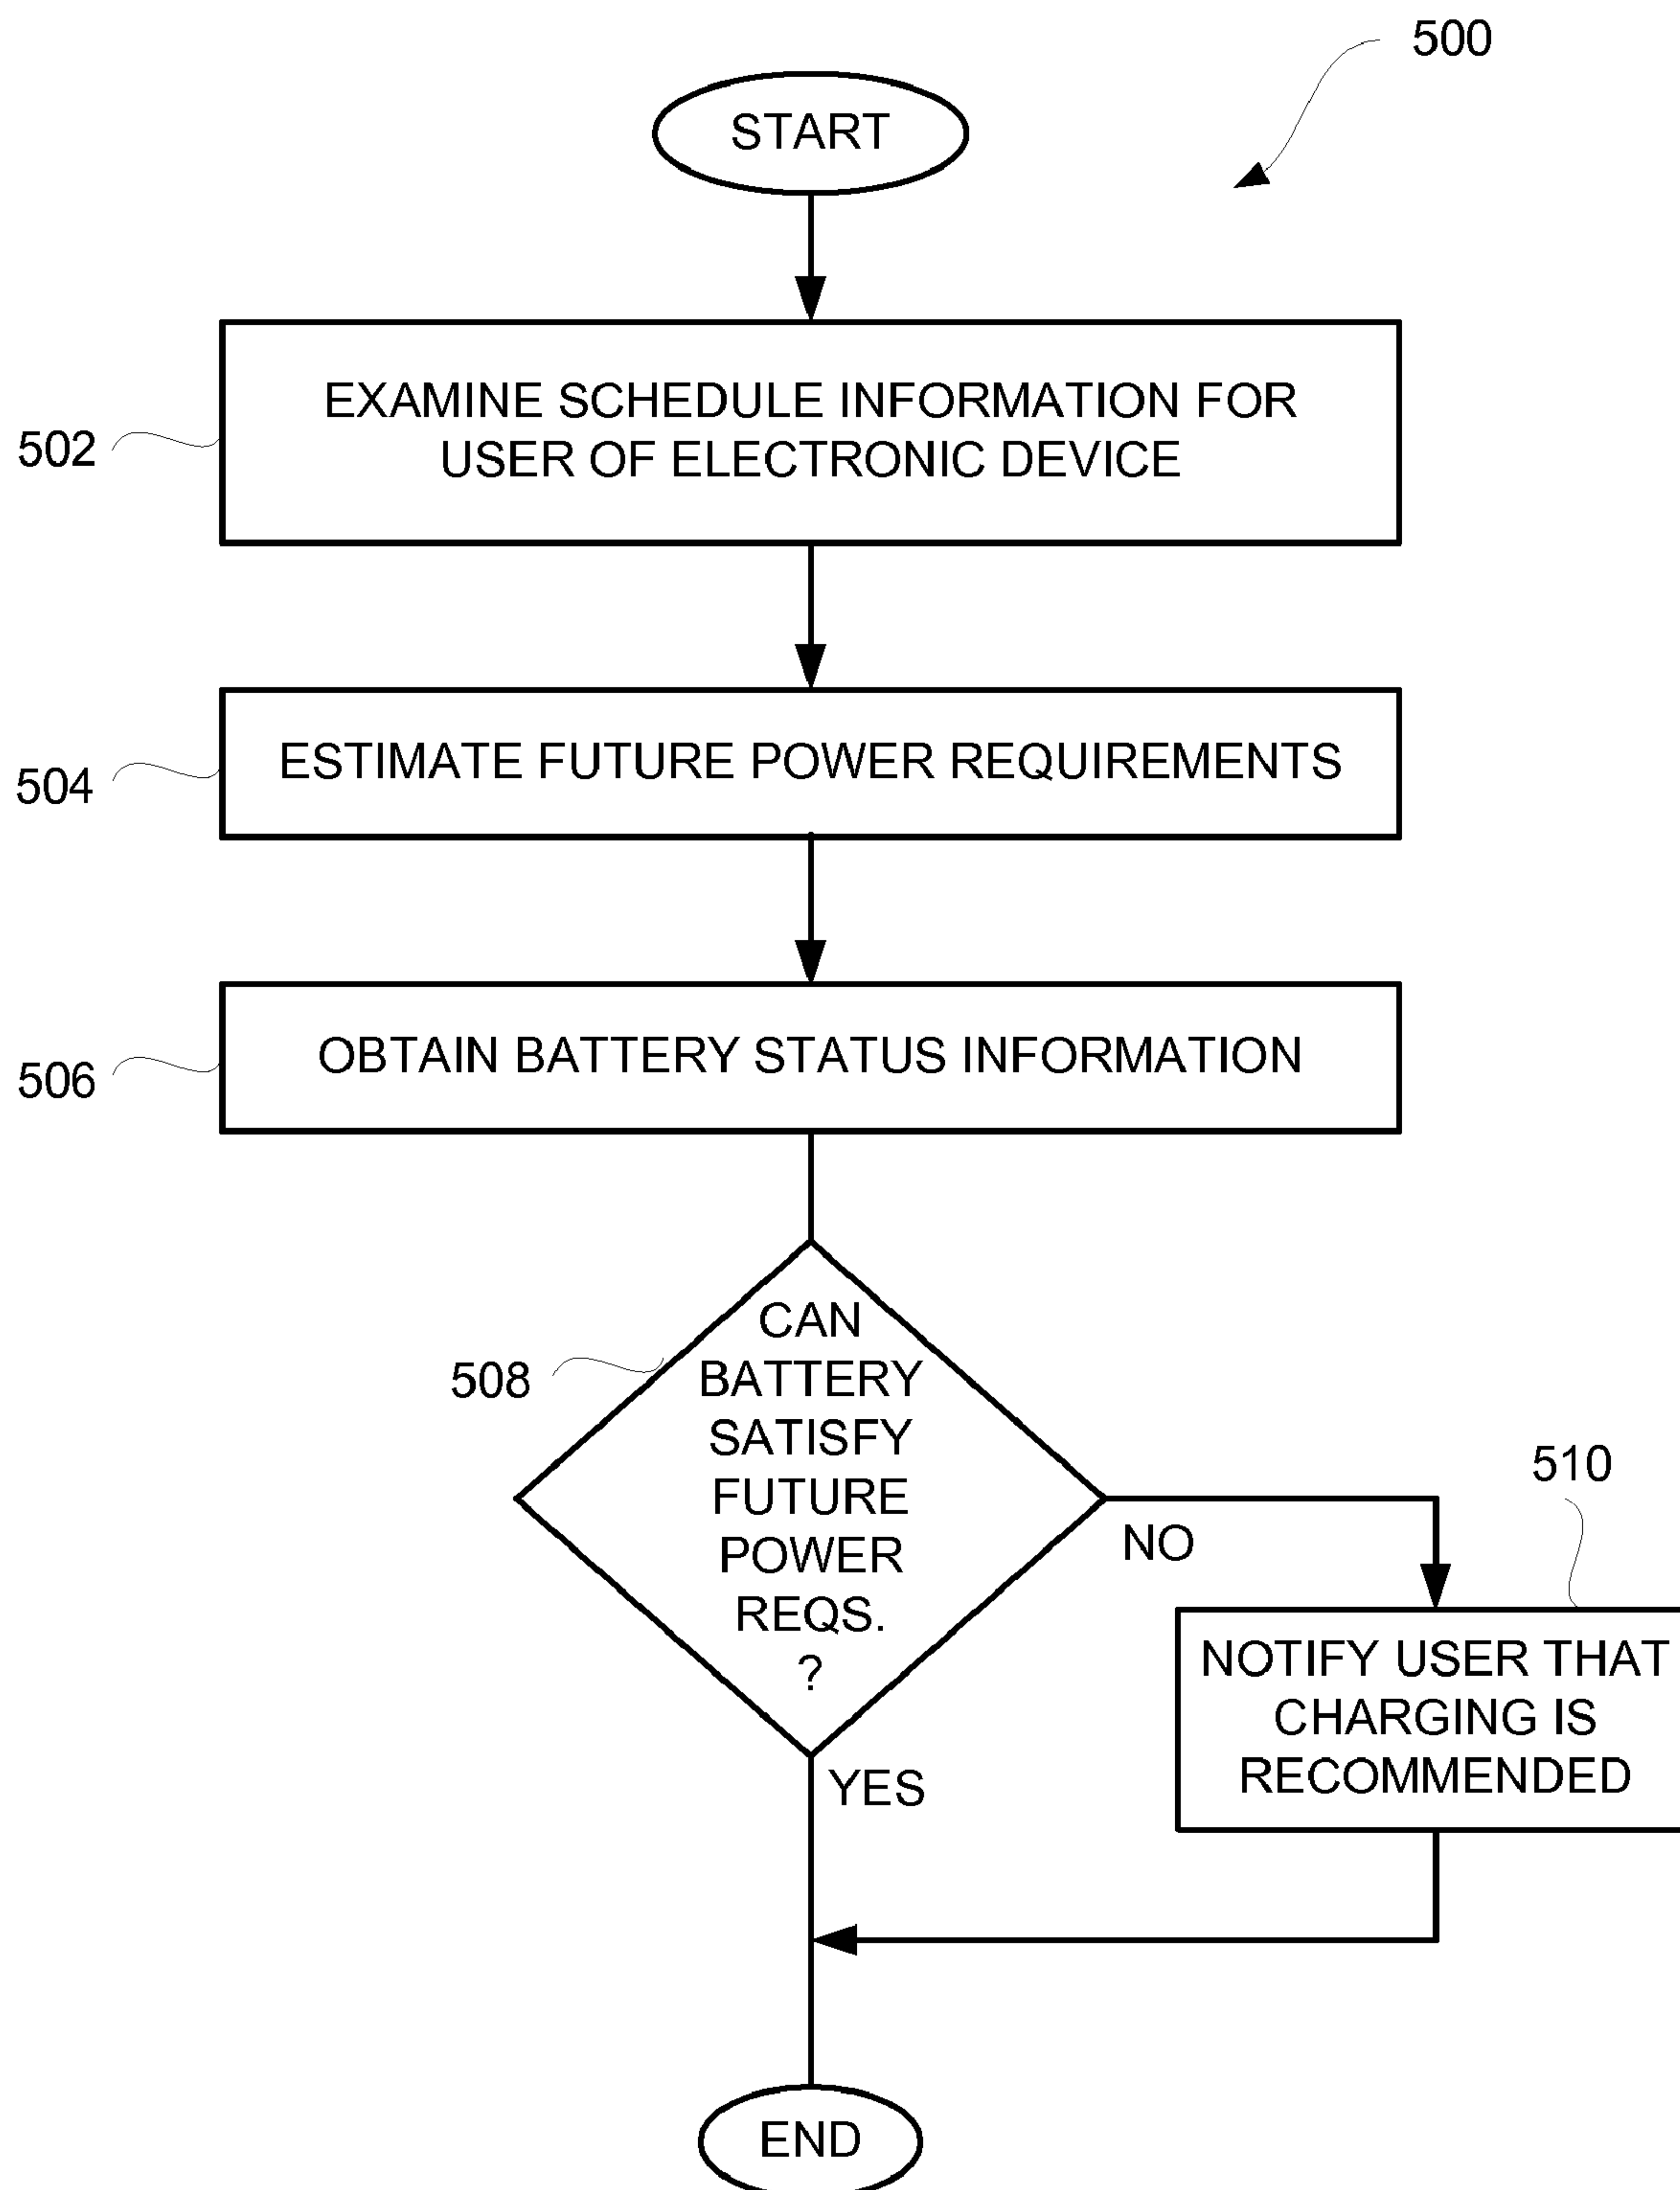 500
START
502
EXAMINE SCHEDULE INFORMATION FOR
USER OF ELECTRONIC DEVICE
504
ESTIMATE FUTURE POWER REQUIREMENTS
506
OBTAIN BATTERY STATUS INFORMATION
508
CAN
BATTERY
SATISFY
FUTURE
POWER
REQS.
?
NO
510
NOTIFY USER THAT
CHARGING IS
RECOMMENDED
YES
END